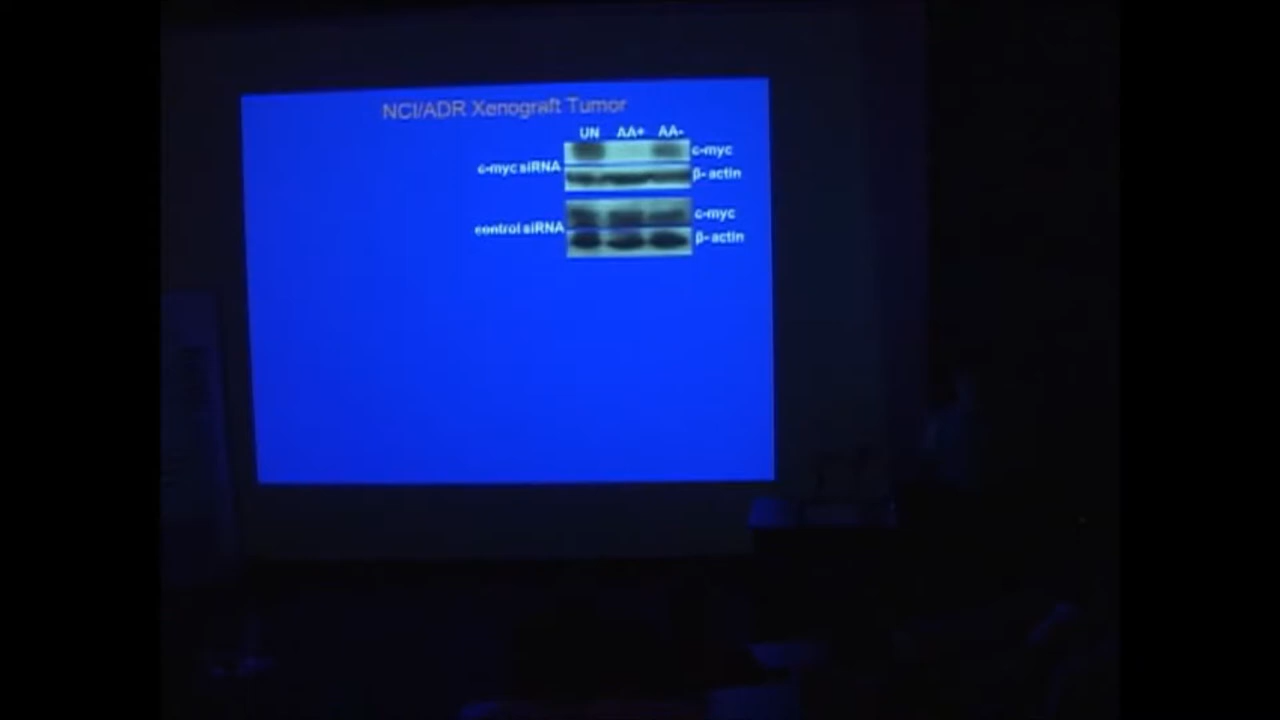 NCI/ADR Xenograft Tumor
UN AA+ AA-
c-myc siRNA
c-myc
β-actin
control siRNA
c-myc
β-actin